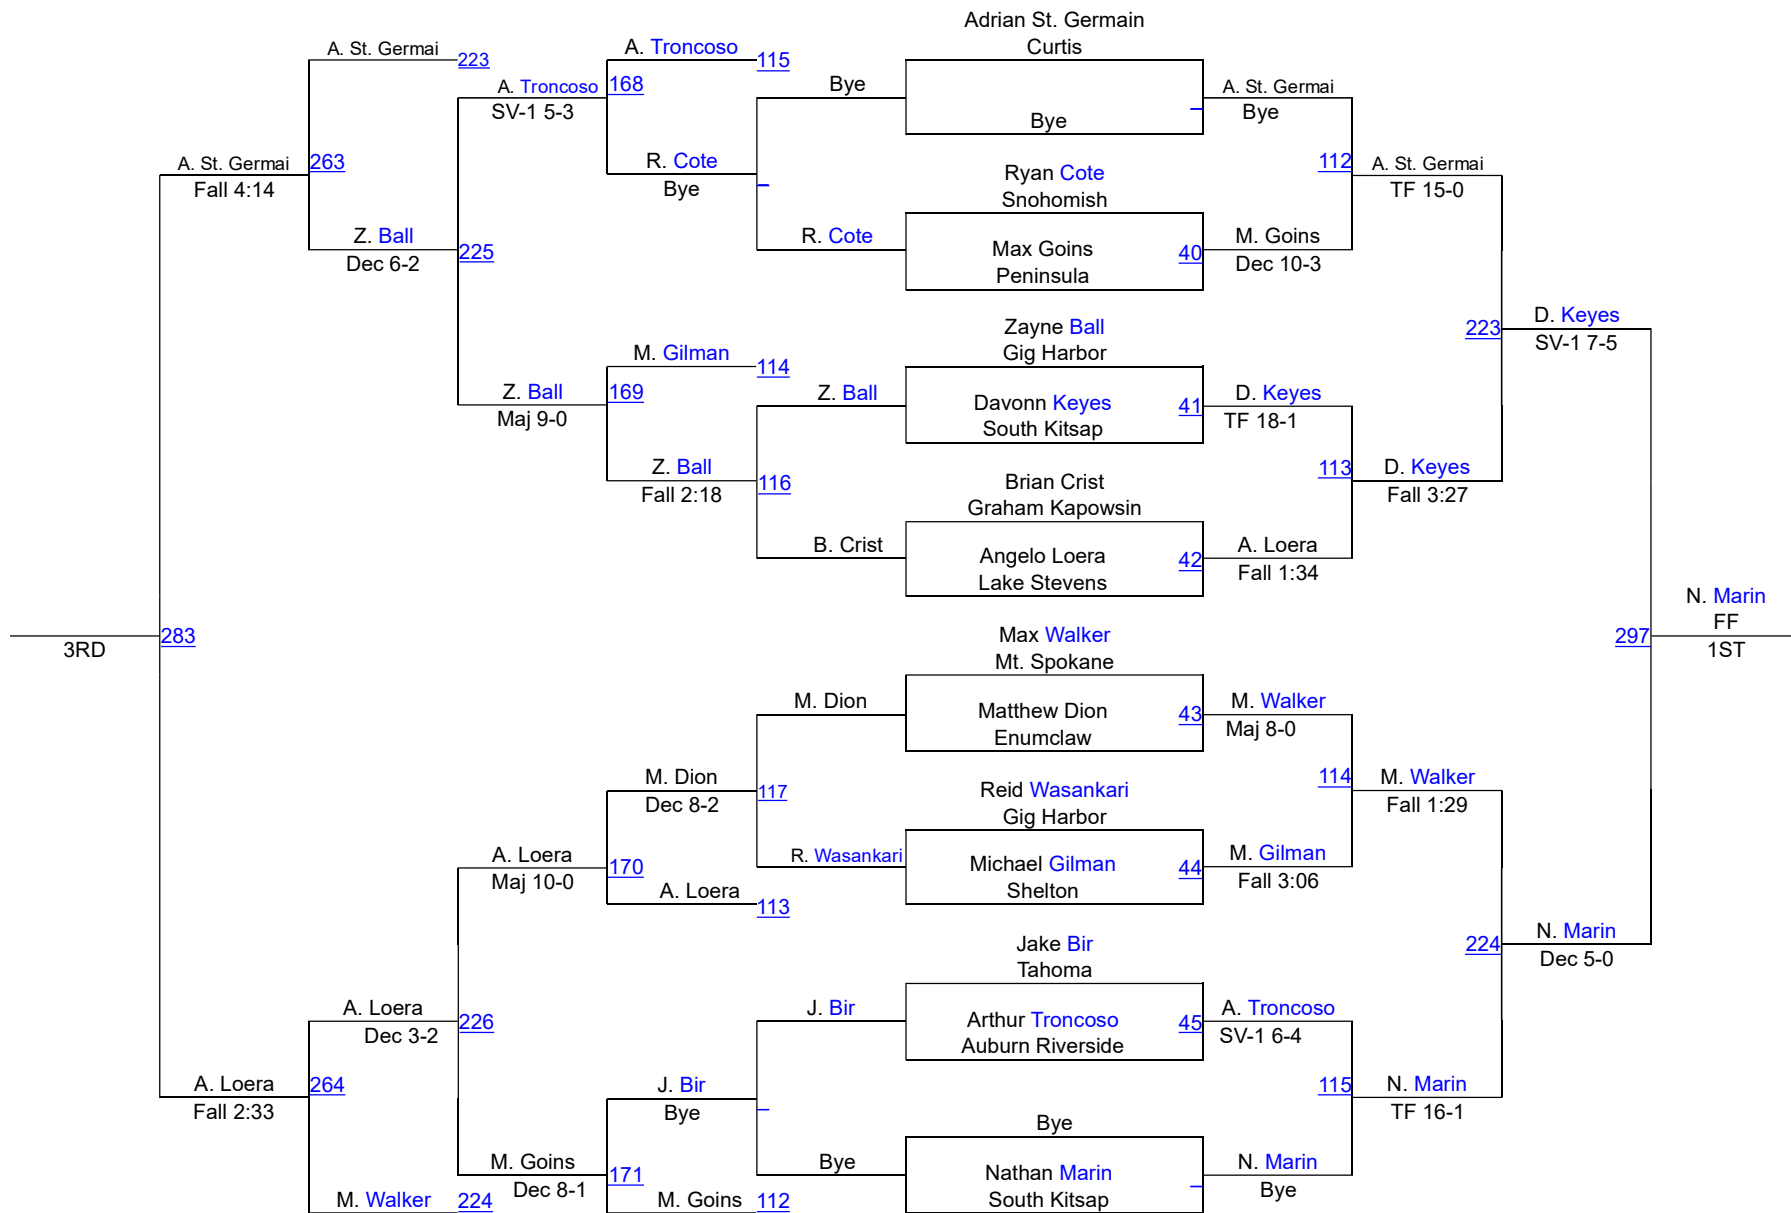 Adrian St. Germain
A. St. Germai
A. Troncoso
Curtis
223
115
A. Troncoso
168
Bye
A. St. Germai
SV-1 5-3
Bye
Bye
A. St. Germai
263
R. Cote
Ryan Cote
112
A. St. Germai
Fall 4:14
Bye
Snohomish
TF 15-0
Z. Ball
R. Cote
Max Goins
40
M. Goins
Dec 6-2
225
Peninsula
Dec 10-3
Zayne Ball
223
D. Keyes
M. Gilman
114
Gig Harbor
SV-1 7-5
Z. Ball
169
Z. Ball
Davonn Keyes
41
D. Keyes
Maj 9-0
South Kitsap
TF 18-1
Z. Ball
116
Brian Crist
113
D. Keyes
Fall 2:18
Graham Kapowsin
Fall 3:27
B. Crist
Angelo Loera
42
A. Loera
Lake Stevens
Fall 1:34
N. Marin
FF
3RD
283
Max Walker
297
1ST
Mt. Spokane
M. Dion
Matthew Dion
43
M. Walker
Enumclaw
Maj 8-0
M. Dion
117
Reid Wasankari
114
M. Walker
Dec 8-2
Gig Harbor
Fall 1:29
A. Loera
170
R. Wasankari
Michael Gilman
44
M. Gilman
Maj 10-0
A. Loera
113
Shelton
Fall 3:06
Jake Bir
224
N. Marin
Tahoma
Dec 5-0
A. Loera
226
J. Bir
Arthur Troncoso
45
A. Troncoso
Dec 3-2
Auburn Riverside
SV-1 6-4
A. Loera
264
J. Bir
115
N. Marin
Fall 2:33
Bye
Bye
TF 16-1
M. Goins
171
Bye
Nathan Marin
N. Marin
Dec 8-1
South Kitsap
Bye
M. Walker
224
M. Goins
112